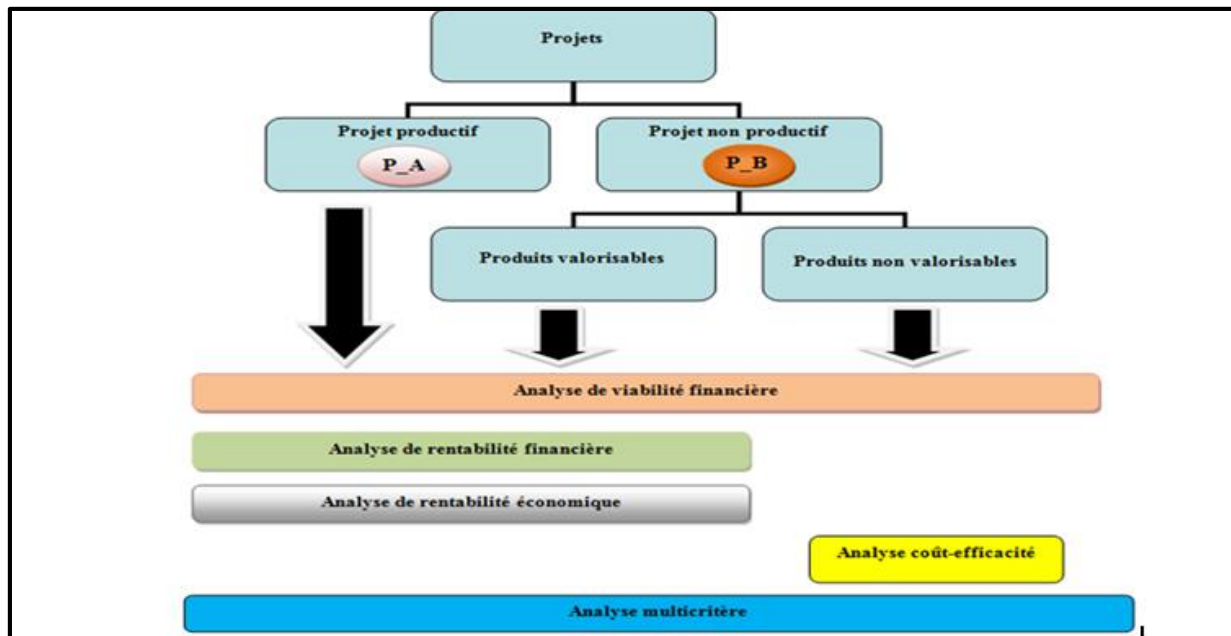 Projets
Projet productif
P_A
Projet non productif
P_B
Produits valorisables
Produits non valorisables
Analyse de viabilité financière
Analyse de rentabilité financière
Analyse de rentabilité économique
Analyse coût-efficacité
Analyse multicritère